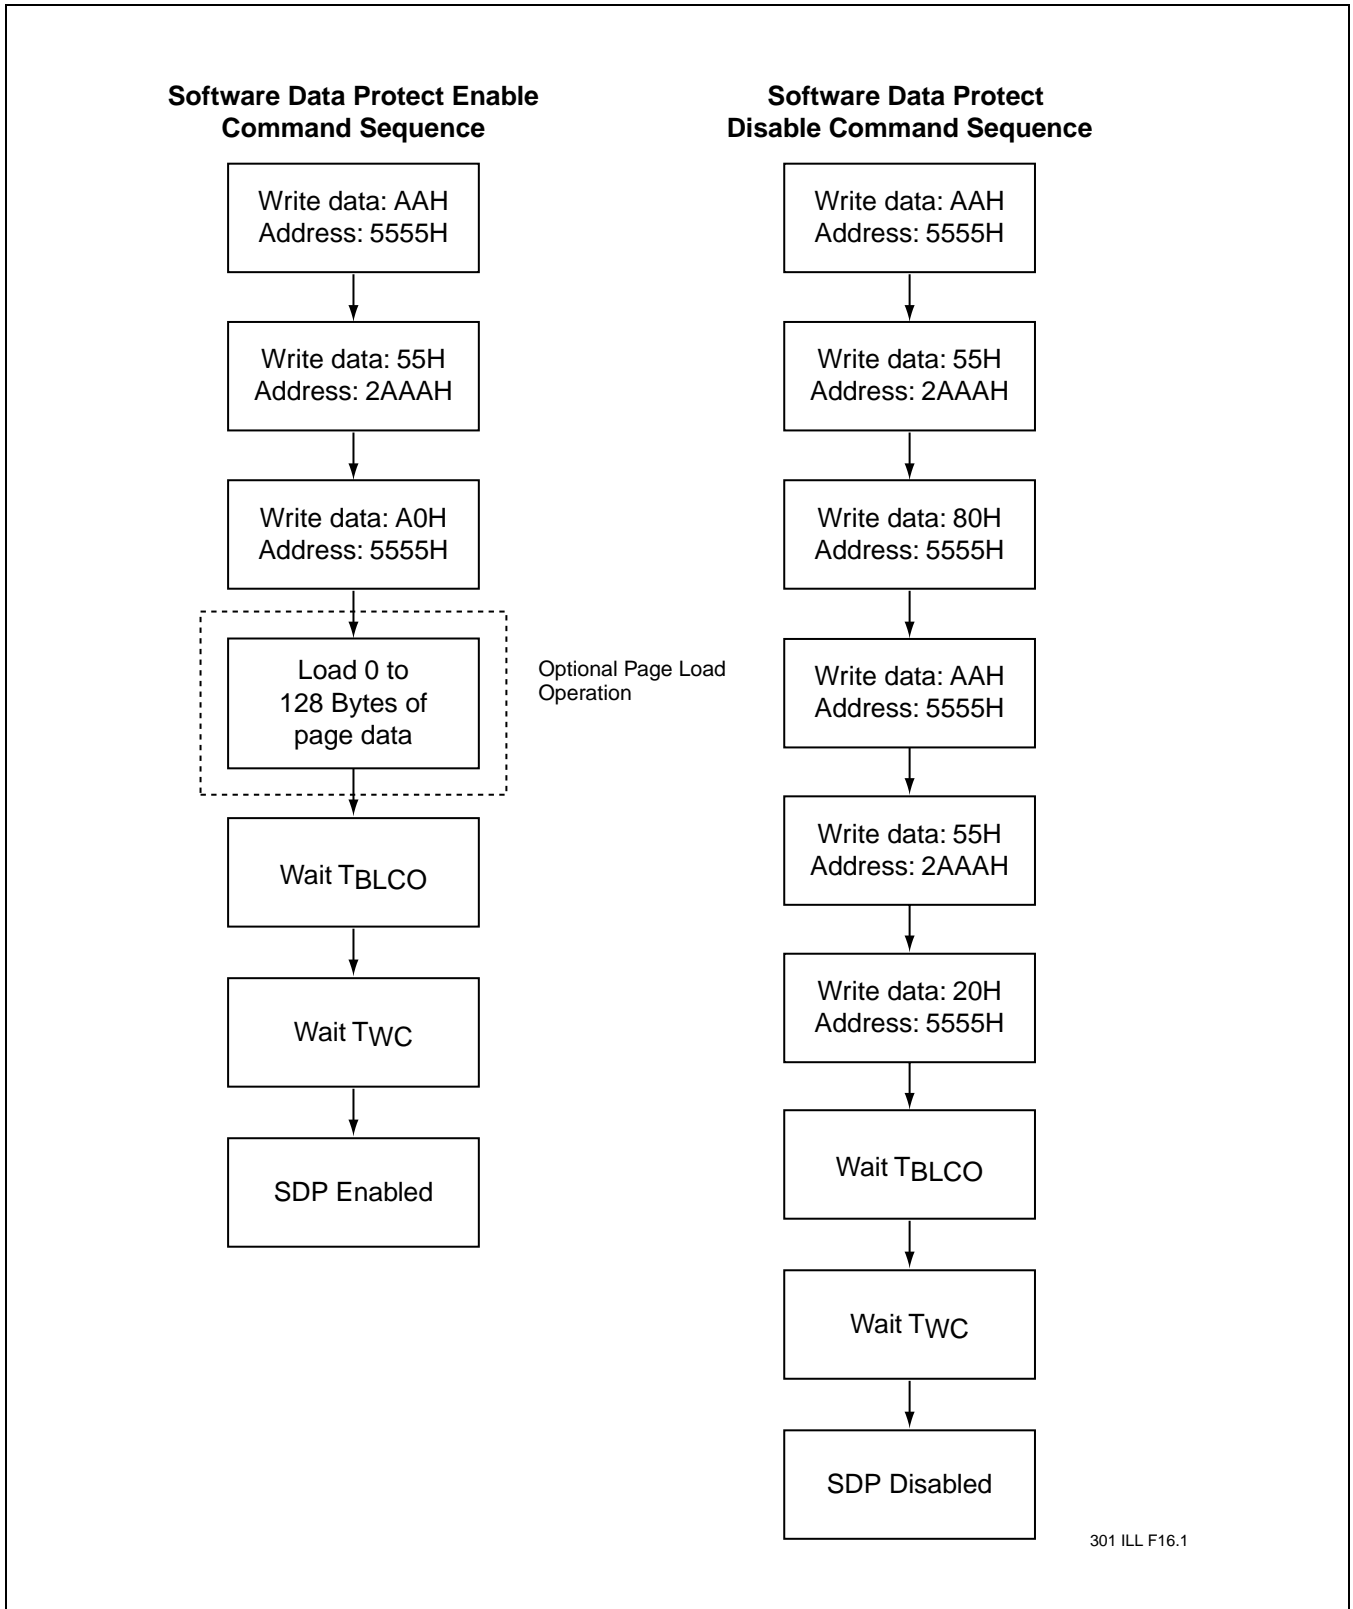 Software Data Protect Enable
Command Sequence
Write data: AAH
Address: 5555H
Write data: 55H
Address: 2AAAH
Write data: A0H
Address: 5555H
Load 0 to
128 Bytes of
page data
Optional Page Load
Operation
Wait TBLCO
Wait TWC
SDP Enabled
Software Data Protect
Disable Command Sequence
Write data: AAH
Address: 5555H
Write data: 55H
Address: 2AAAH
Write data: 80H
Address: 5555H
Write data: AAH
Address: 5555H
Write data: 55H
Address: 2AAAH
Write data: 20H
Address: 5555H
Wait TBLCO
Wait TWC
SDP Disabled
301 ILL F16.1